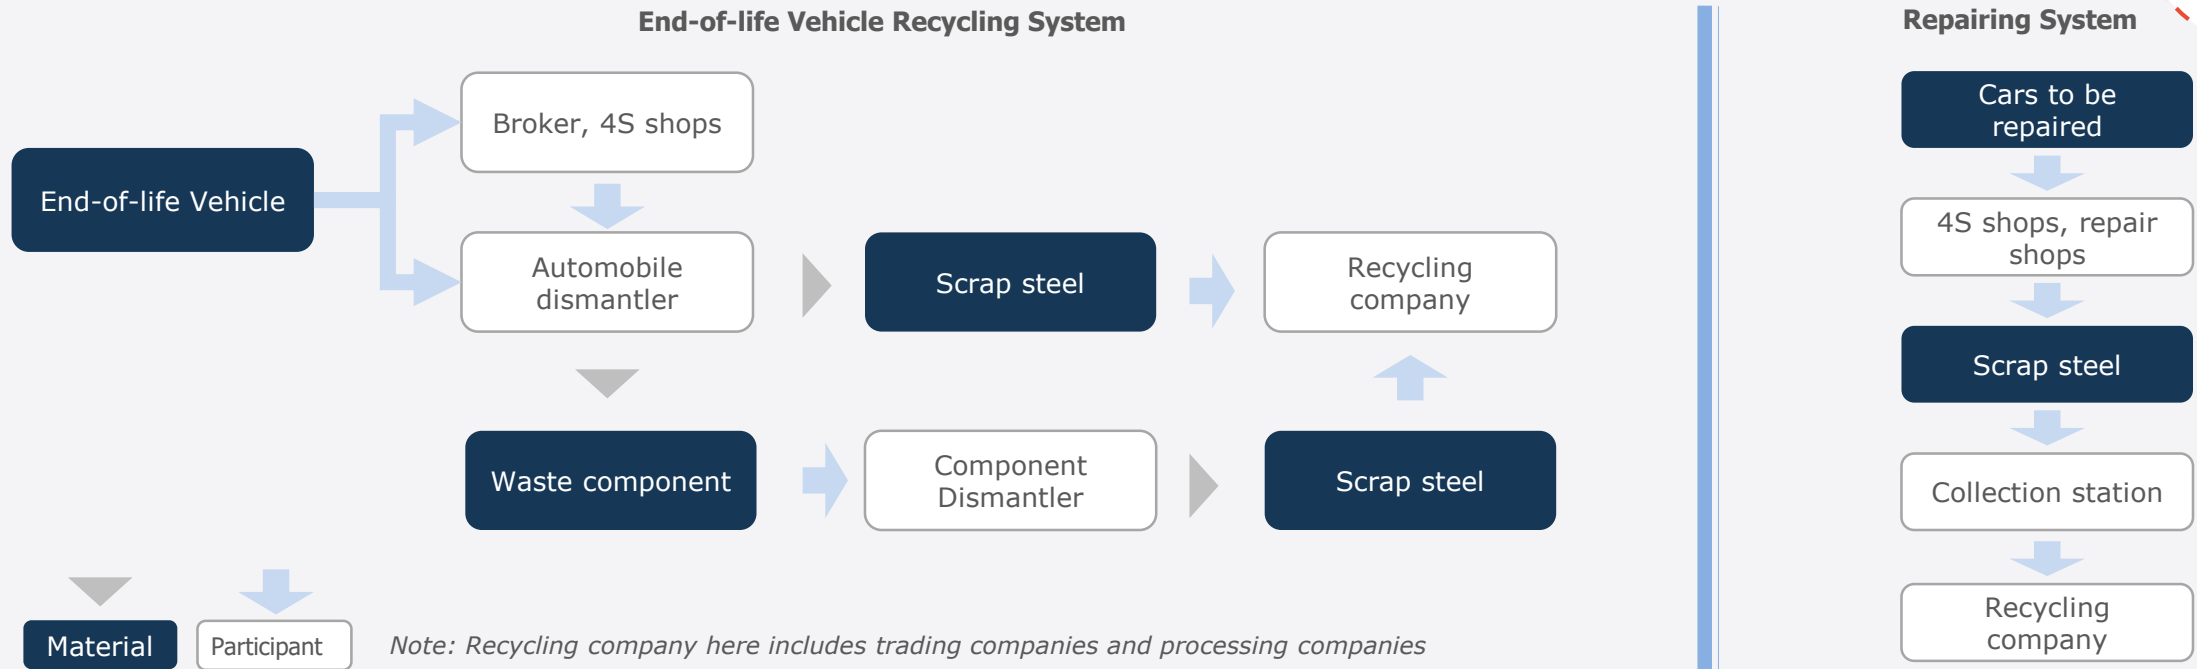 End-of-life Vehicle Recycling System
Broker, 4S shops
End-of-life Vehicle
Automobile
dismantler
Scrap steel
Recycling
company
Waste component
Component
Dismantler
Scrap steel
Material
Participant
Note: Recycling company here includes trading companies and processing companies
Repairing System
Cars to be
repaired
4S shops, repair
shops
Scrap steel
Collection station
Recycling
company